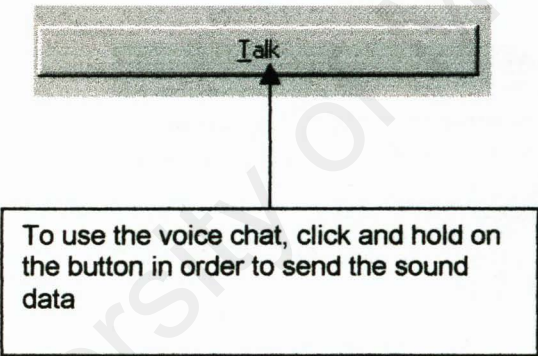 Talk
To use the voice chat, click and hold on
the button in order to send the sound
data